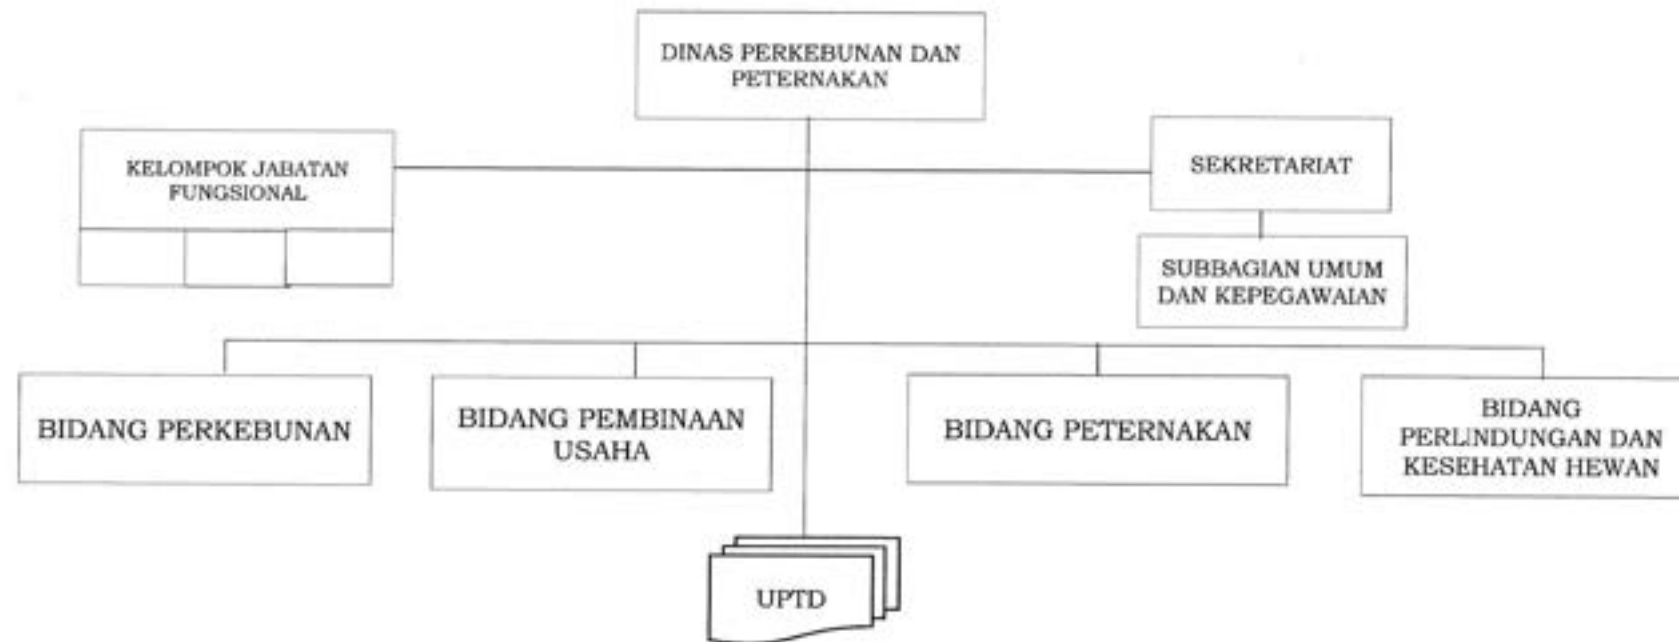 DINAS PERKEBUNAN DAN
PETERNAKAN
KELOMPOK JABATAN
FUNGSIONAL
SEKRETARIAT
SUBBAGIAN UMUM
DAN KEPEGAWAIAN
BIDANG PERKEBUNAN
BIDANG PEMBINAAN
USAHA
BIDANG PETERNAKAN
BIDANG
PERLINDUNGAN DAN
KESEHATAN HEWAN
UPTD